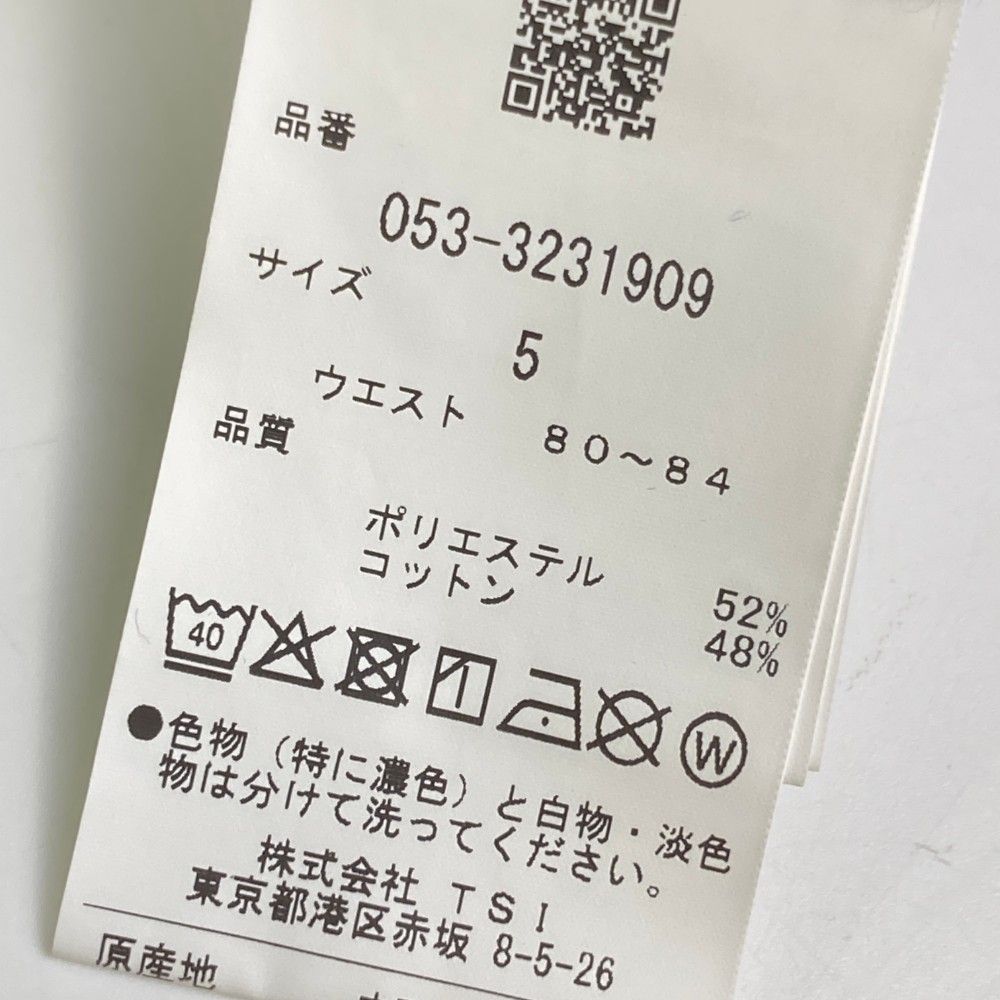 品番
053-3231909
サイズ
5
ウエスト 80～84
品質
ポリエステル 52%
コットン 48%
40
W
●色物（特に濃色）と白物・淡色
物は分けて洗ってください。
株式会社 TSI
東京都港区赤坂 8-5-26
原産地